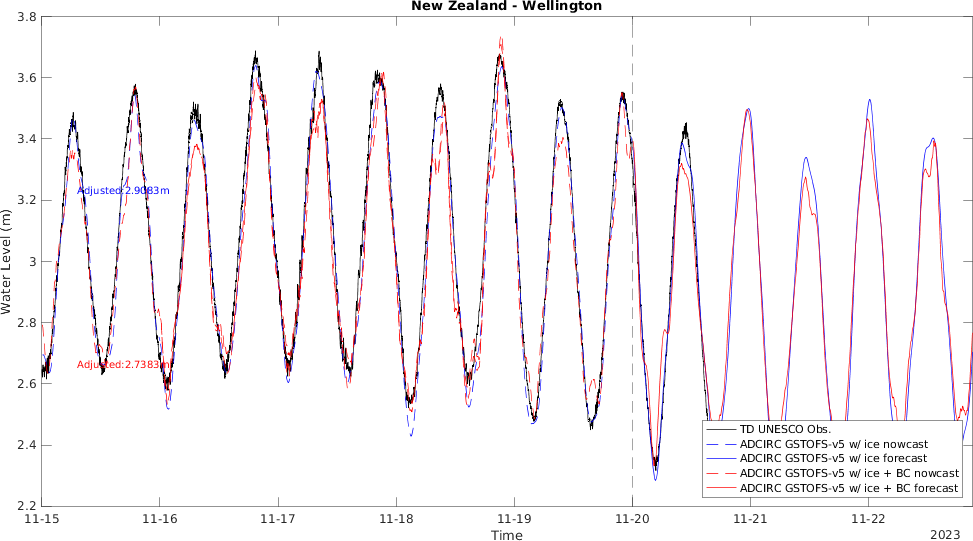 New Zealand - Wellington
3.8
3.6
3.4
3.2
3
2.8
2.6
2.4
2.2
Water Level (m)
Adjusted:2.9083m
Adjusted:2.7383m
TD UNESCO Obs.
ADCIRC GSTOFS-v5 w/ ice nowcast
ADCIRC GSTOFS-v5 w/ ice forecast
ADCIRC GSTOFS-v5 w/ ice + BC nowcast
ADCIRC GSTOFS-v5 w/ ice + BC forecast
11-15 11-16 11-17 11-18 11-19 11-20 11-21 11-22
Time
2023